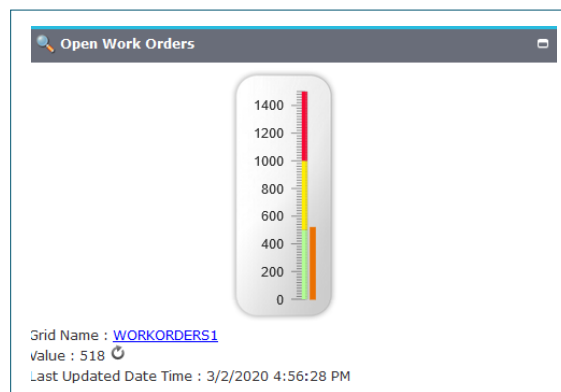 Open Work Orders
1400
1200
1000
800
600
400
200
0
Grid Name : WORKORDERS1
Value : 518
Last Updated Date Time : 3/2/2020 4:56:28 PM